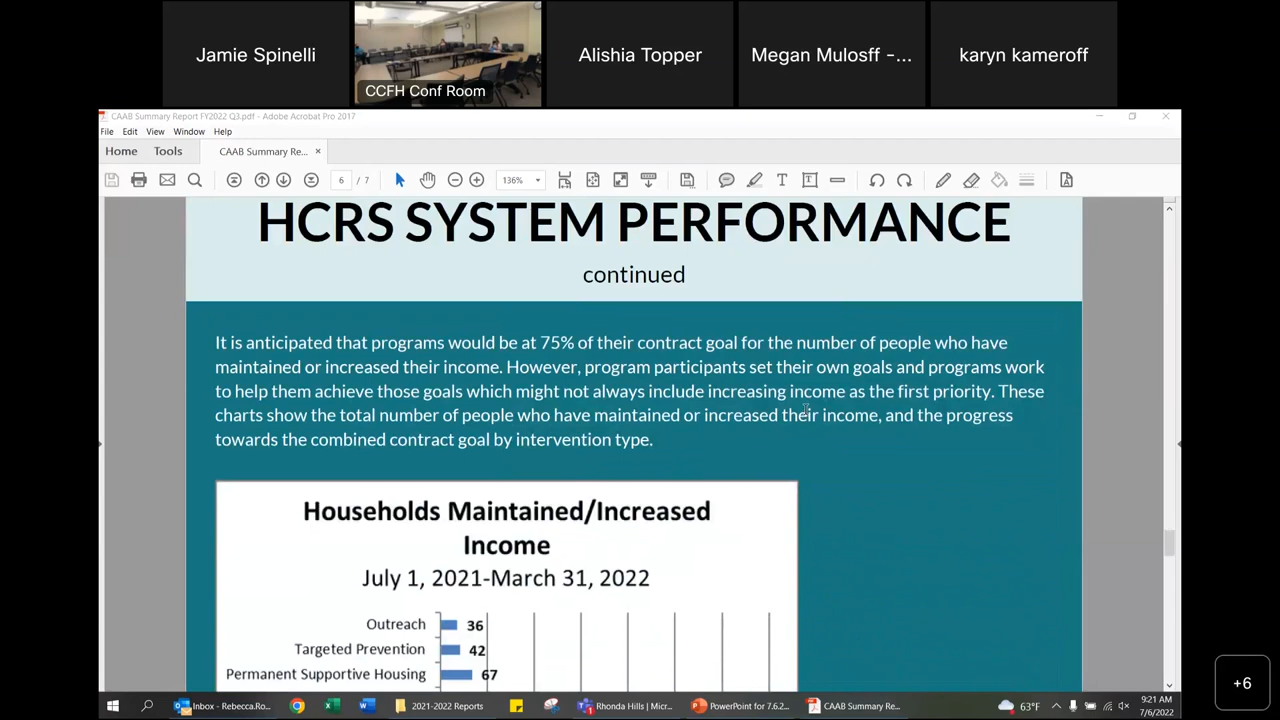 Jamie Spinelli
CCFH Conf Room
Alishia Topper
Megan Mulosff -...
karyn kameroff
CAAB Summary Report FY2022 Q3.pdf - Adobe Acrobat Pro 2017
File Edit View Window Help
Home Tools CAAB Summary Re... ×
6 / 7 136%
HCRS SYSTEM PERFORMANCE
continued
It is anticipated that programs would be at 75% of their contract goal for the number of people who have
maintained or increased their income. However, program participants set their own goals and programs work
to help them achieve those goals which might not always include increasing income as the first priority. These
charts show the total number of people who have maintained or increased their income, and the progress
towards the combined contract goal by intervention type.
Households Maintained/Increased
Income
July 1, 2021-March 31, 2022
Outreach 36
Targeted Prevention 42
Permanent Supportive Housing 67
+6
Inbox - Rebecca.Ro... 2021-2022 Reports Rhonda Hills | Micr... PowerPoint for 7.6.2... CAAB Summary Re... 63°F 9:21 AM
7/6/2022